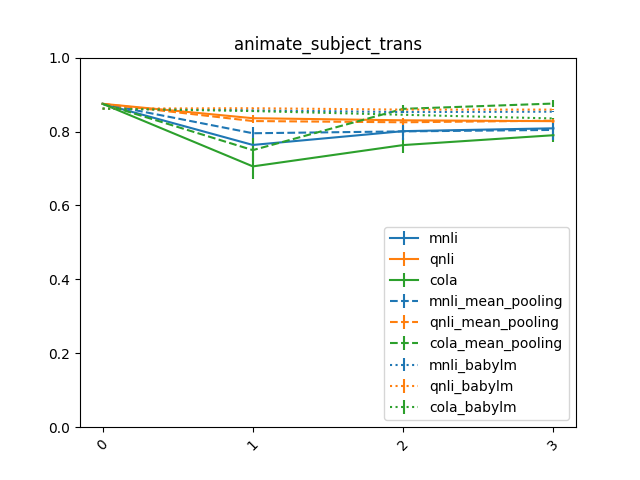 animate_subject_trans
1.0
0.8
0.6
0.4
0.2
0.0
0
1
2
3
mnli
qnli
cola
mnli_mean_pooling
qnli_mean_pooling
cola_mean_pooling
mnli_babylm
qnli_babylm
cola_babylm